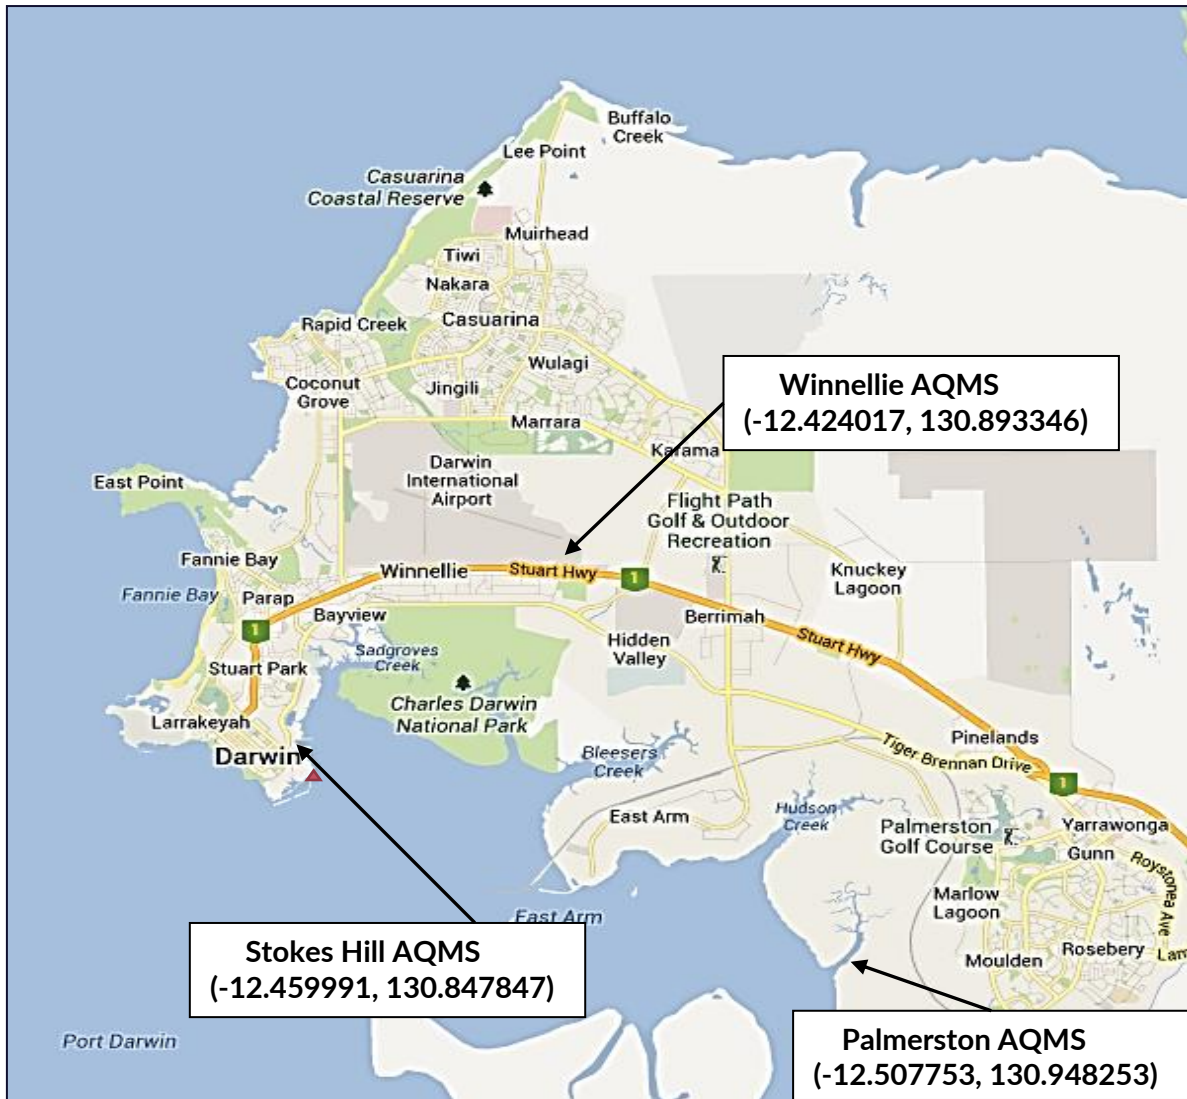 Buffalo
Creek
Lee Point
Casuarina
Coastal Reserve
Muirhead
Tiwi
Nakara
Rapid Creek
Casuarina
Wulagi
Coconut
Grove
Jingili
Winnellie AQMS
(-12.424017, 130.893346)
Marrara
Karama
Darwin
International
Airport
East Point
Flight Path
Golf & Outdoor
Recreation
Fannie Bay
Winnellie
Stuart Hwy
1
Knuckey
Lagoon
Fannie Bay
Parap
Bayview
Berrimah
1
Hidden
Valley
Stuart Hwy
Sadgroves
Creek
Stuart Park
Charles Darwin
National Park
Larrakeyah
Darwin
Pinelands
Bleesers
Creek
Tiger Brennan Drive
1
East Arm
Hudson
Creek
Palmerston
Golf Course
Yarrawonga
Gunn
Roystonea Ave
Marlow
Lagoon
East Arm
Stokes Hill AQMS
(-12.459991, 130.847847)
Moulden
Rosebery
Lam
Port Darwin
Palmerston AQMS
(-12.507753, 130.948253)